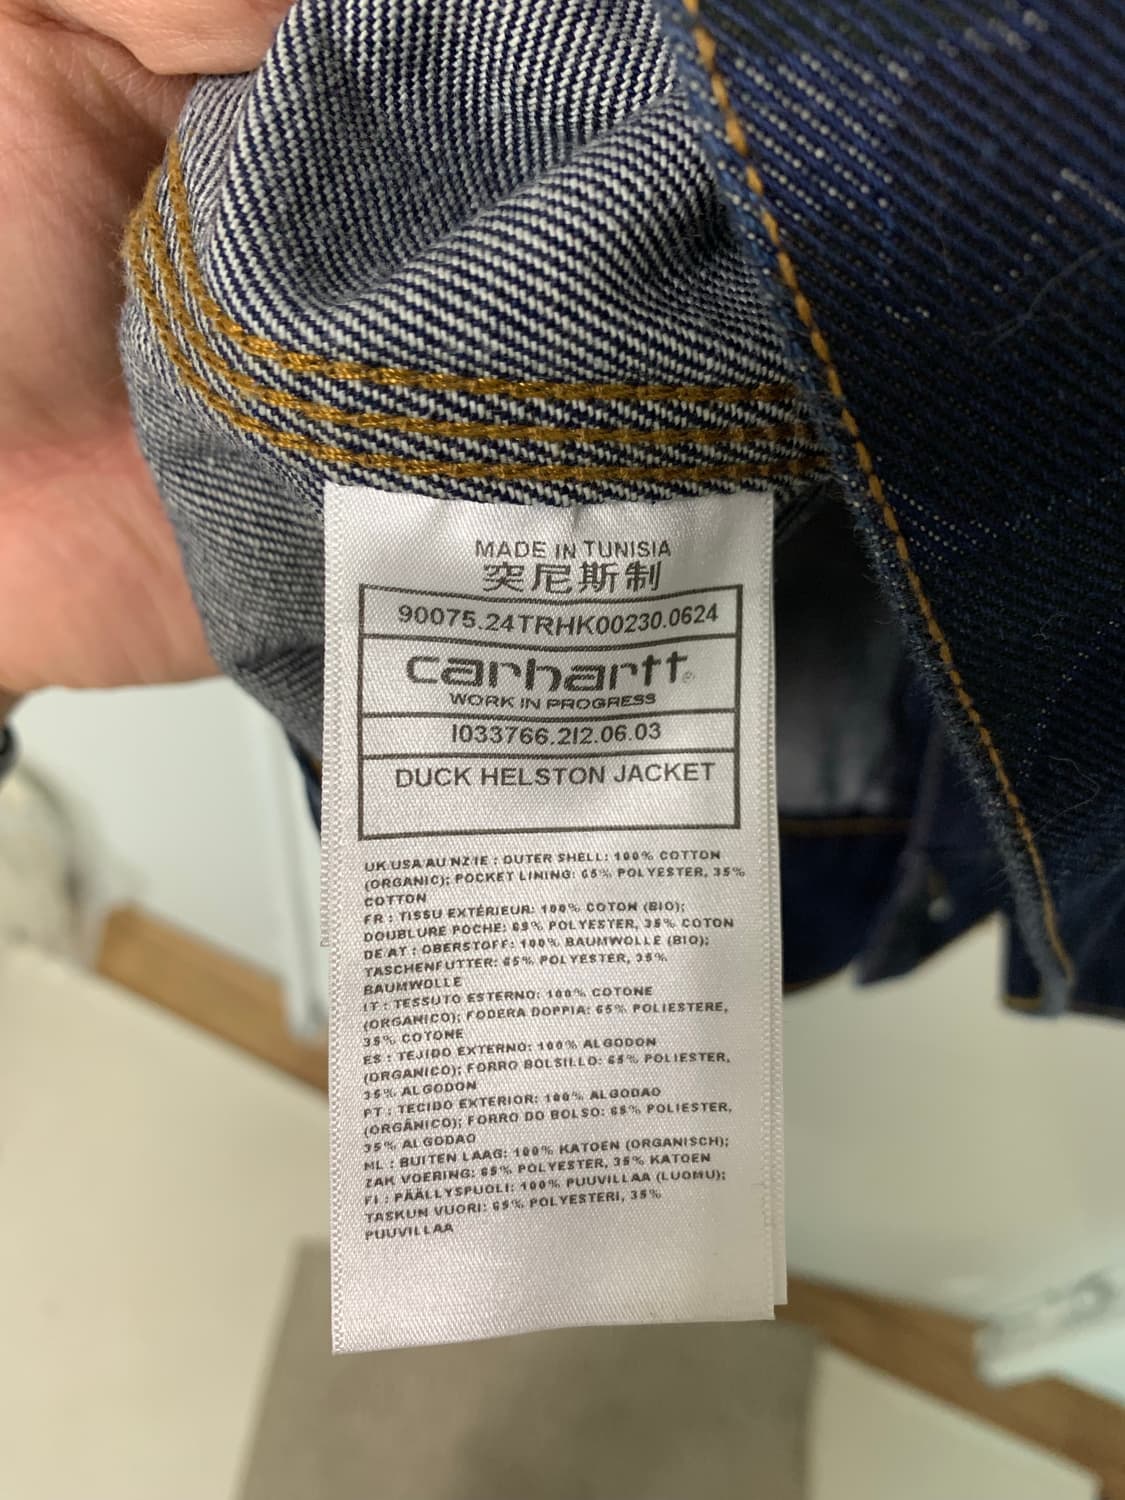 MADE IN TUNISIA
突尼斯制
90075.24TRHK00230.0624
carhartt®
WORK IN PROGRESS
I033766.2I2.06.03
DUCK HELSTON JACKET
UK USA AU NZ IE : OUTER SHELL: 100% COTTON
(ORGANIC); POCKET LINING: 65% POLYESTER, 35%
COTTON
FR : TISSU EXTÉRIEUR: 100% COTON (BIO);
DOUBLURE POCHE: 65% POLYESTER, 35% COTON
DE AT : OBERSTOFF: 100% BAUMWOLLE (BIO);
TASCHENFUTTER: 65% POLYESTER, 35%
BAUMWOLLE
IT : TESSUTO ESTERNO: 100% COTONE
(ORGANICO); FODERA DOPPIA: 65% POLIESTERE,
35% COTONE
ES : TEJIDO EXTERNO: 100% ALGODON
(ORGANICO); FORRO BOLSILLO: 65% POLIESTER,
35% ALGODON
PT : TECIDO EXTERIOR: 100% ALGODAO
(ORGÂNICO); FORRO DO BOLSO: 65% POLIESTER,
35% ALGODAO
NL : BUITEN LAAG: 100% KATOEN (ORGANISCH);
ZAK VOERING: 65% POLYESTER, 35% KATOEN
FI : PÄÄLLYSPUOLI: 100% PUUVILLAA (LUOMU);
TASKUN VUORI: 65% POLYESTERI, 35%
PUUVILLAA